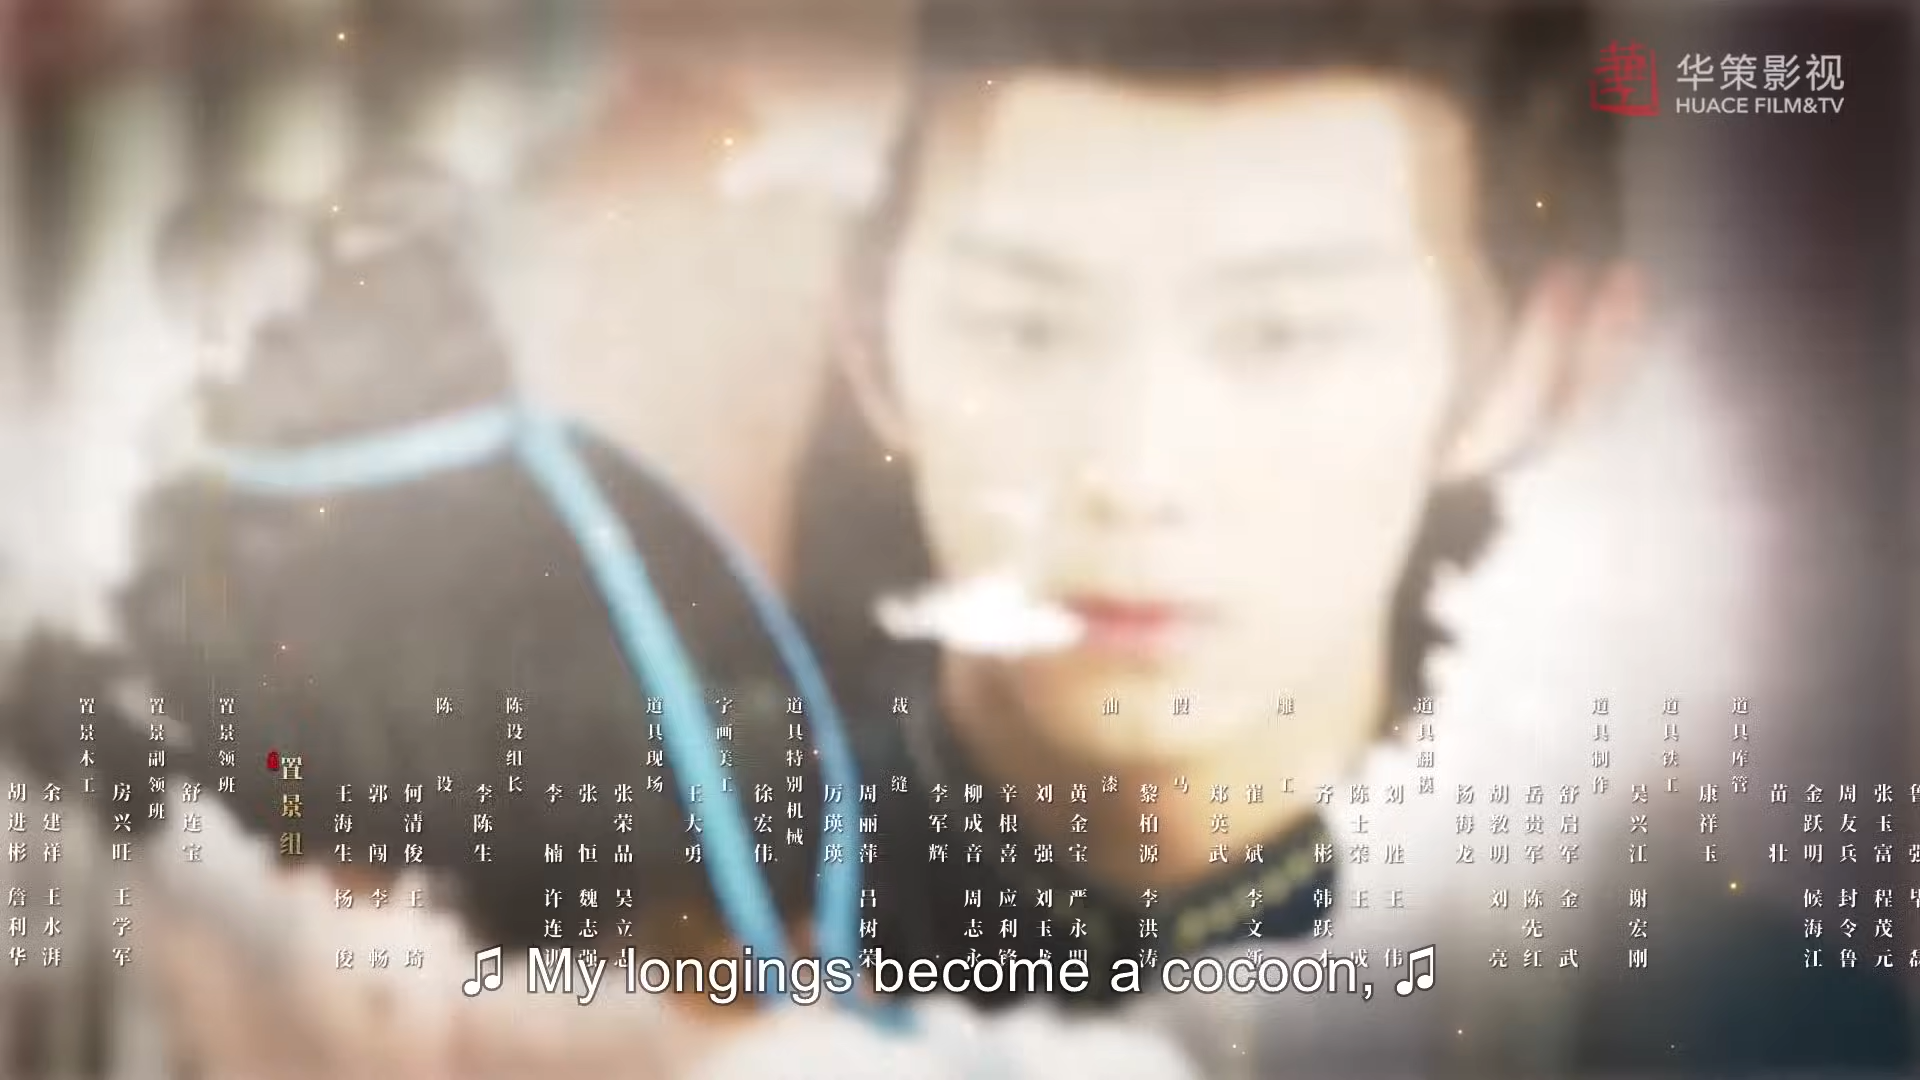 华策影视
HUACE FILM&TV
张玉富 程茂元
周友兵 封令鲁
金跃明 候海江
苗壮
道具库管
康祥玉
道具铁工
吴兴江 谢宏刚
道具制作
舒启军 金武
岳贵军 陈先红
胡教明 刘亮
杨海龙
道具翻模
刘胜 王伟
陈士荣 王成
齐彬 韩跃
雕工
崔斌 李文新
郑英武
假马
黎柏源 李洪涛
油漆
黄金宝 严永明
刘强 刘玉
辛根喜 应利锋
柳成音 周志永
李军辉
裁缝
周丽萍 吕树荣
厉瑛瑛
道具特别机械
徐宏伟
字画美工
王大勇
道具现场
张荣品 吴立
张恒 魏志强
李楠 许连
陈设组长
李陈生
陈设
何清俊 王琦
郭闯 李畅
王海生 杨俊
置景组
置景领班
舒连宝
置景副领班
房兴旺 王学军
置景木工
余建祥 王水湃
胡进彬 詹利华
♫ My longings become a cocoon, ♫